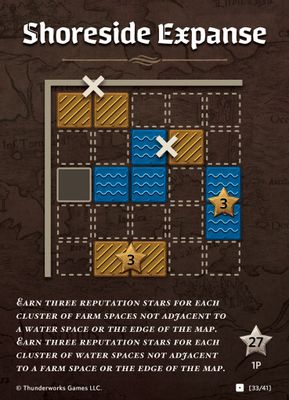 Shoreside Expanse
3
3
Earn three reputation stars for each
cluster of farm spaces not adjacent to
a water space or the edge of the map.
Earn three reputation stars for each
cluster of water spaces not adjacent
to a farm space or the edge of the map.
27
1P
© Thunderworks Games LLC.
[33/41]